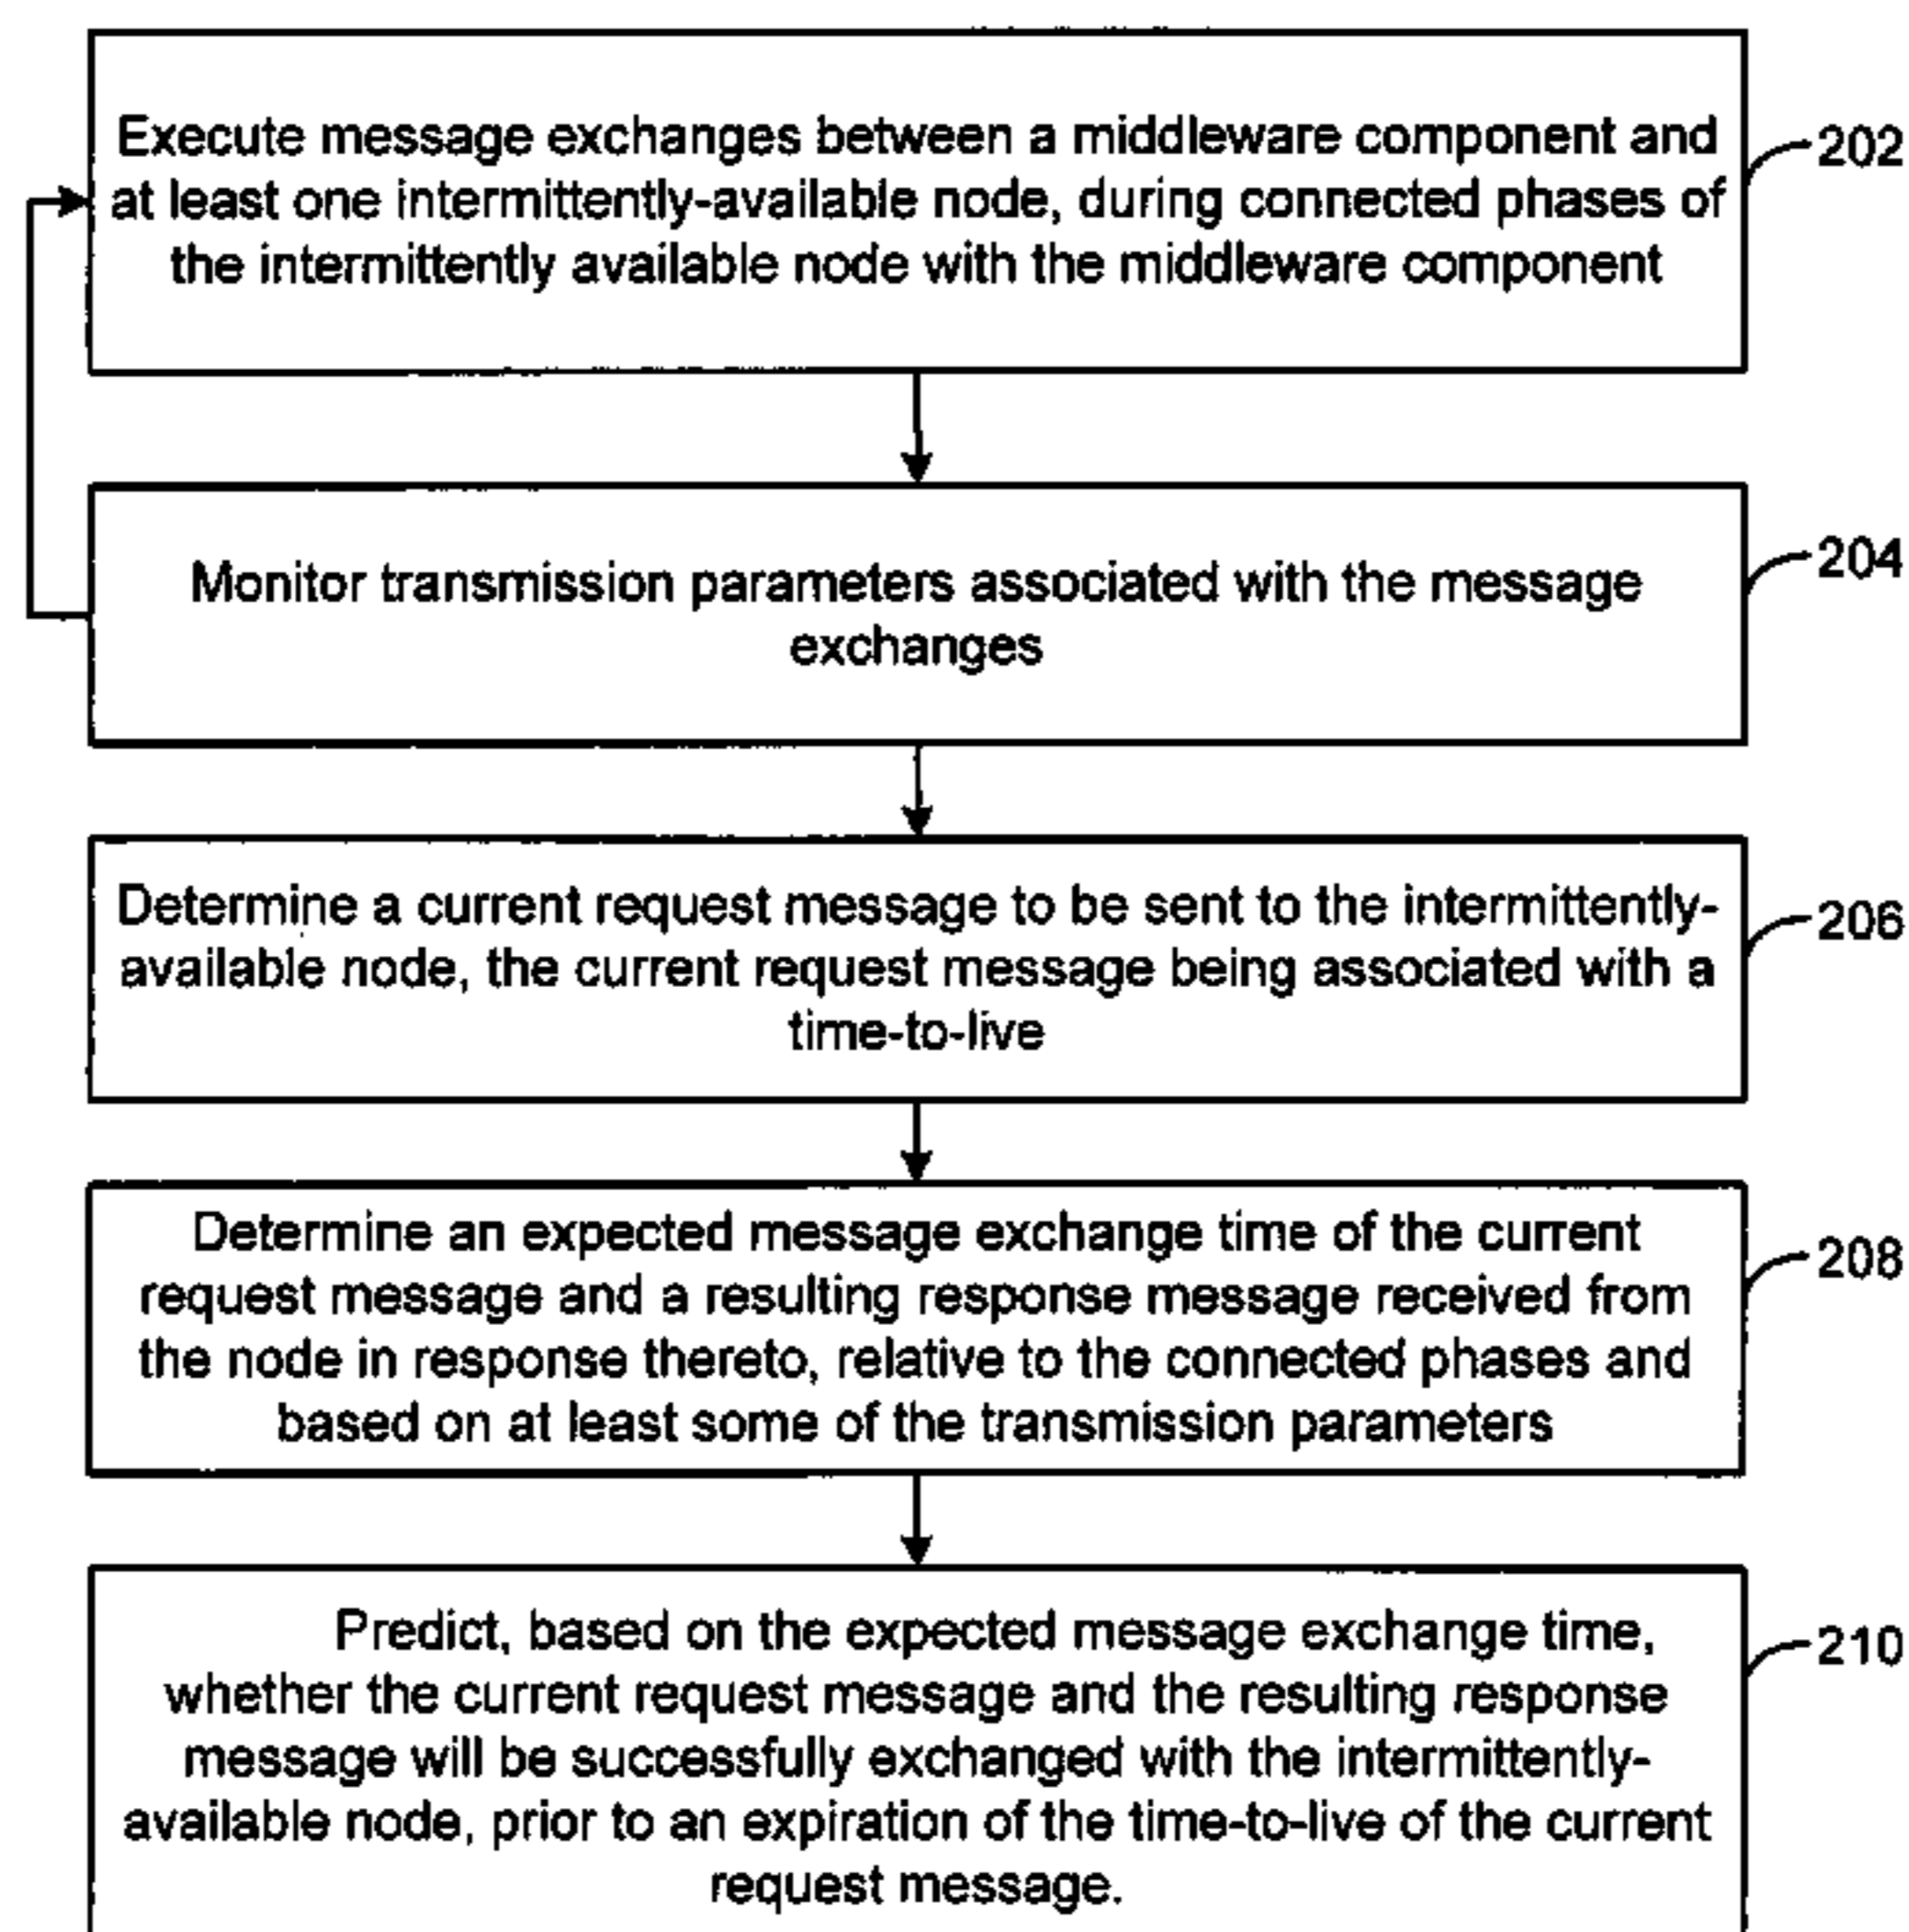 Execute message exchanges between a middleware component and
at least one intermittently-available node, during connected phases of
the intermittently available node with the middleware component
202
Monitor transmission parameters associated with the message
exchanges
204
Determine a current request message to be sent to the intermittently-
available node, the current request message being associated with a
time-to-live
206
Determine an expected message exchange time of the current
request message and a resulting response message received from
the node in response thereto, relative to the connected phases and
based on at least some of the transmission parameters
208
Predict, based on the expected message exchange time,
whether the current request message and the resulting response
message will be successfully exchanged with the intermittently-
available node, prior to an expiration of the time-to-live of the current
request message.
210